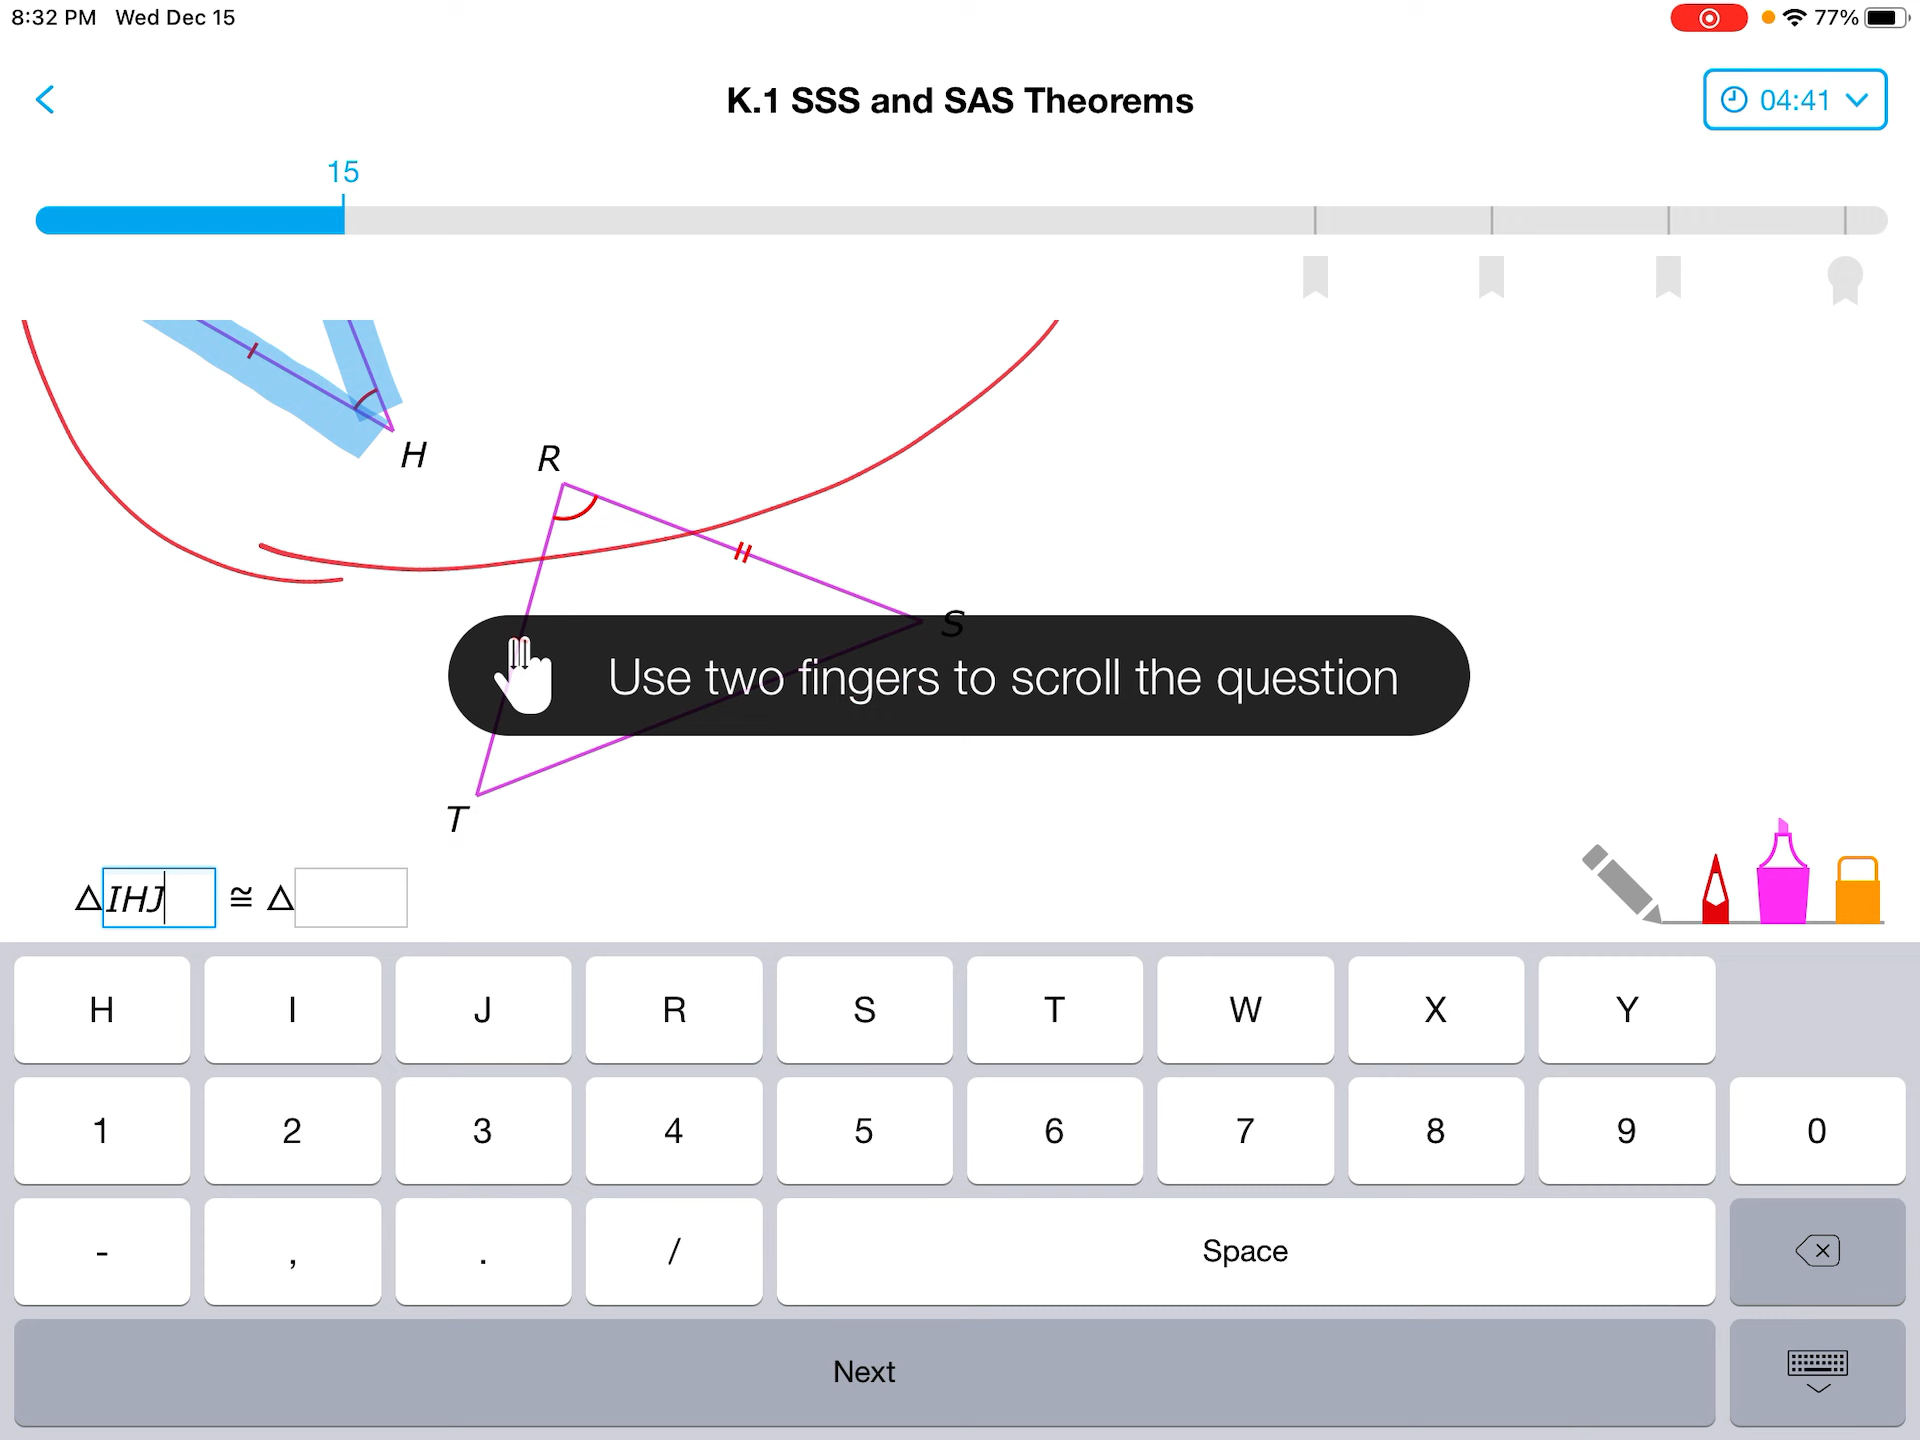 8:32 PM Wed Dec 15
77%
K.1 SSS and SAS Theorems
04:41
15
H
R
S
Use two fingers to scroll the question
T
△IHJ ≅ △
H I J R S T W X Y
1 2 3 4 5 6 7 8 9 0
- , . / Space
Next